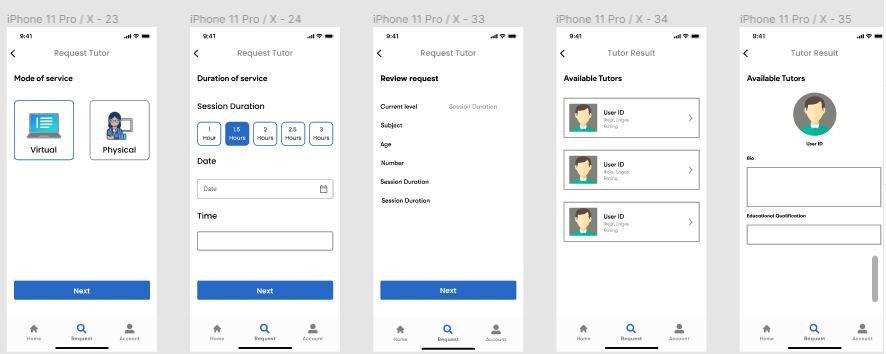 iPhone 11 Pro / X - 23
9:41
Request Tutor
Mode of service
Virtual
Physical
Next
Home
Request
Account
iPhone 11 Pro / X - 24
9:41
Request Tutor
Duration of service
Session Duration
1 Hour
1.5 Hours
2 Hours
2.5 Hours
3 Hours
Date
Date
Time
Next
Home
Request
Account
iPhone 11 Pro / X - 33
9:41
Request Tutor
Review request
Current level
Session Duration
Subject
Age
Number
Session Duration
Session Duration
Next
Home
Request
Account
iPhone 11 Pro / X - 34
9:41
Tutor Result
Available Tutors
User ID
Ikeja, Lagos
Rating
User ID
Ikeja, Lagos
Rating
User ID
Ikeja, Lagos
Rating
Home
Request
Account
iPhone 11 Pro / X - 35
9:41
Tutor Result
Available Tutors
User ID
Bio
Educational Qualification
Home
Request
Account